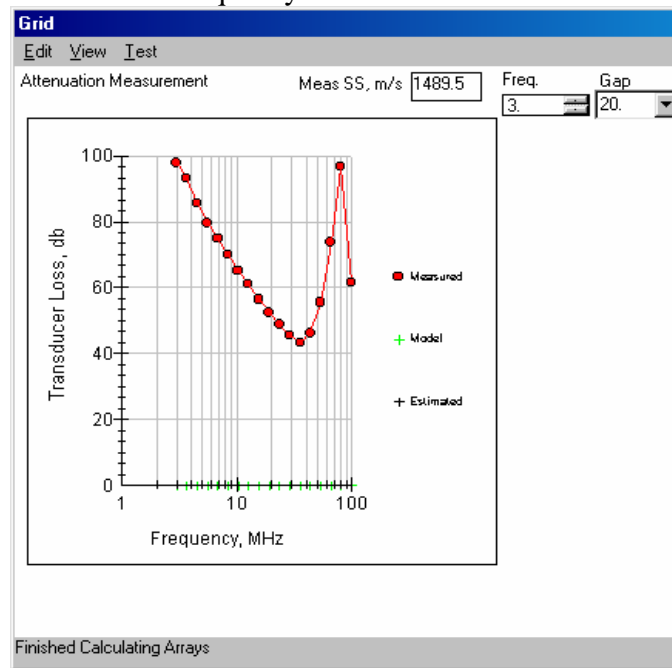 Grid
Edit View Test
Attenuation Measurement
Meas SS, m/s 1489.5
Freq.
3.
Gap
20.
Transducer Loss, db
100
80
60
40
20
0
1 10 100
Frequency, MHz
Measured
Model
Estimated
Finished Calculating Arrays